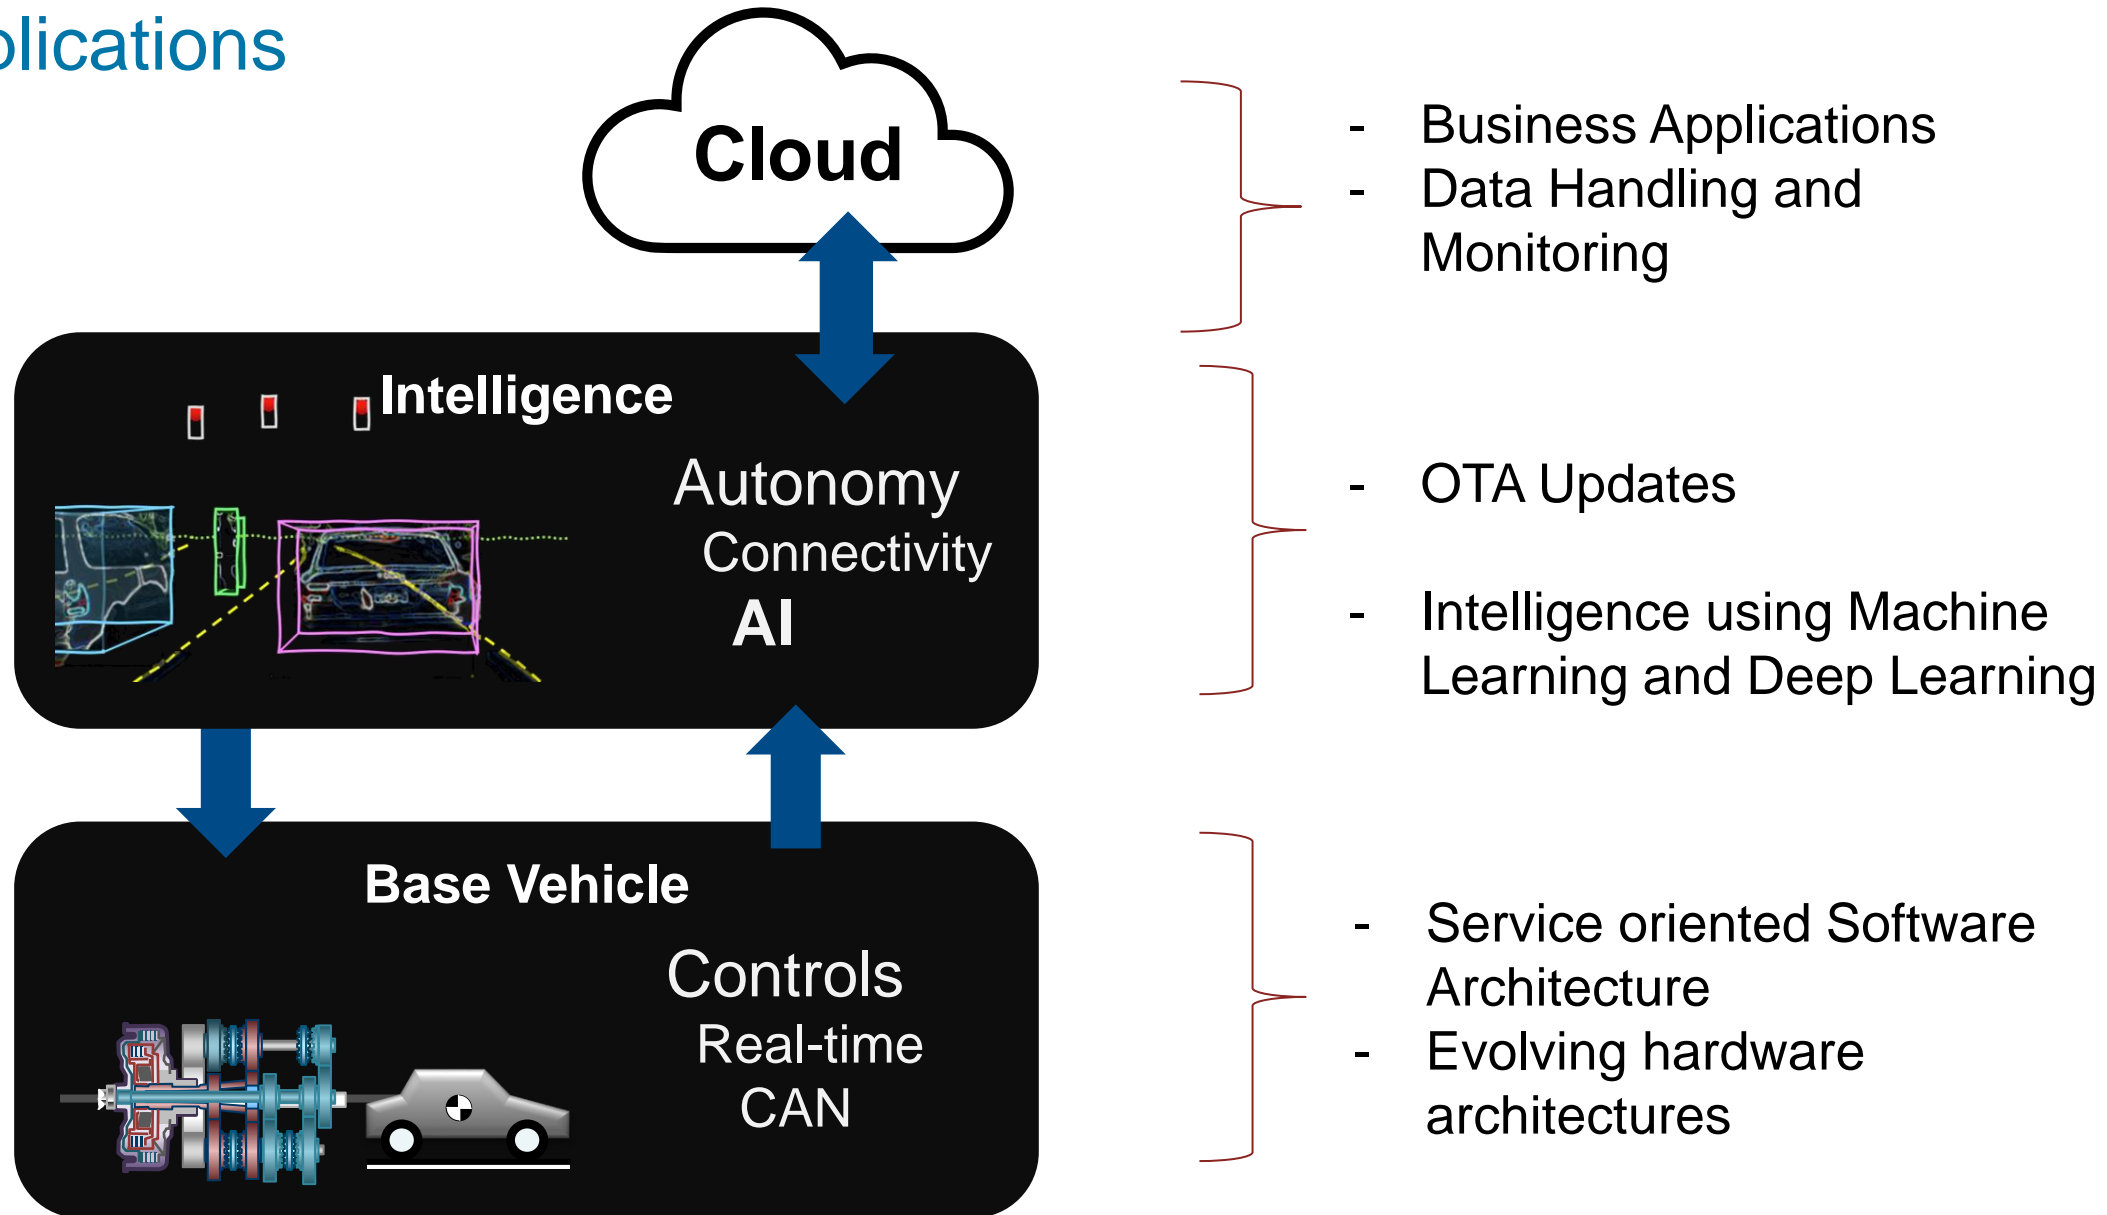 plications
Cloud
- Business Applications
- Data Handling and
Monitoring
Intelligence
Autonomy
Connectivity
AI
- OTA Updates
- Intelligence using Machine
Learning and Deep Learning
Base Vehicle
Controls
Real-time
CAN
- Service oriented Software
Architecture
- Evolving hardware
architectures